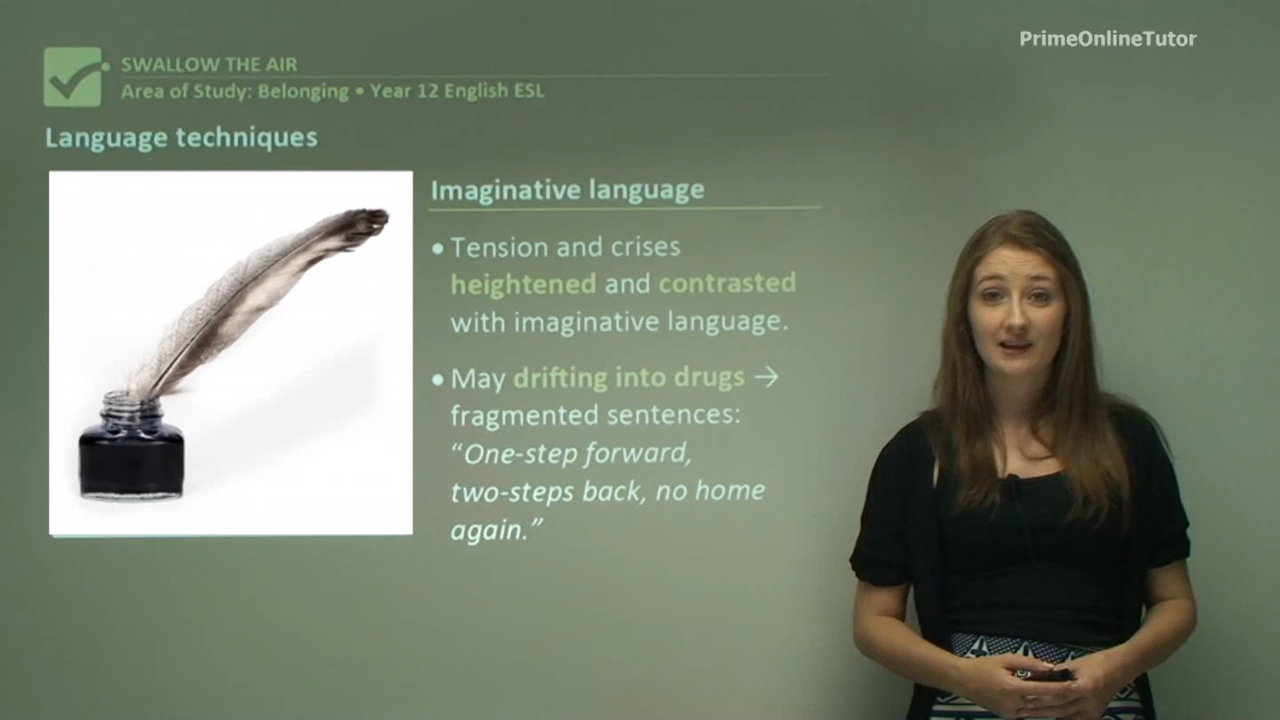 PrimeOnlineTutor
SWALLOW THE AIR
Area of Study: Belonging • Year 12 English ESL
Language techniques
Imaginative language
• Tension and crises
heightened and contrasted
with imaginative language.
• May drifting into drugs →
fragmented sentences:
“One-step forward,
two-steps back, no home
again.”